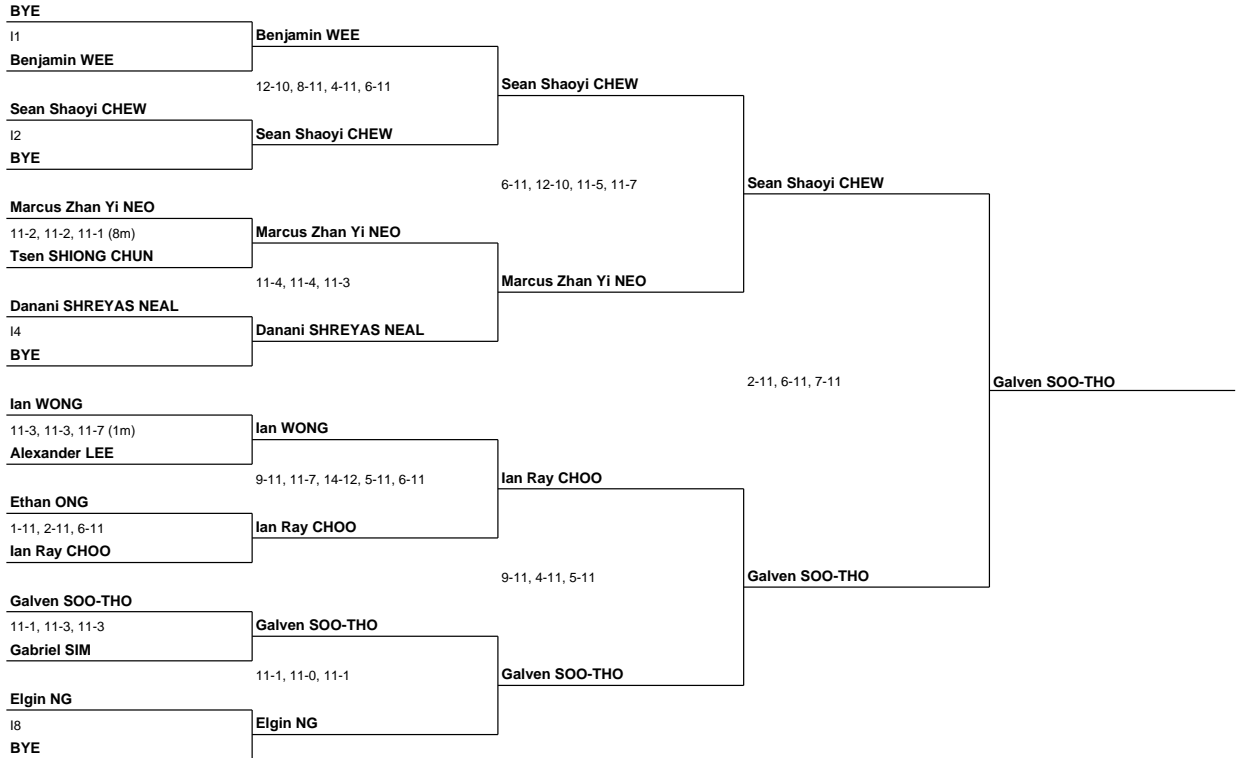 BYE
I1
Benjamin WEE
Sean Shaoyi CHEW
I2
BYE
Marcus Zhan Yi NEO
11-2, 11-2, 11-1 (8m)
Tsen SHIONG CHUN
Danani SHREYAS NEAL
I4
BYE
Ian WONG
11-3, 11-3, 11-7 (1m)
Alexander LEE
Ethan ONG
1-11, 2-11, 6-11
Ian Ray CHOO
Galven SOO-THO
11-1, 11-3, 11-3
Gabriel SIM
Elgin NG
I8
BYE
Benjamin WEE
12-10, 8-11, 4-11, 6-11
Sean Shaoyi CHEW
Marcus Zhan Yi NEO
11-4, 11-4, 11-3
Danani SHREYAS NEAL
Ian WONG
9-11, 11-7, 14-12, 5-11, 6-11
Ian Ray CHOO
Galven SOO-THO
11-1, 11-0, 11-1
Elgin NG
Sean Shaoyi CHEW
6-11, 12-10, 11-5, 11-7
Marcus Zhan Yi NEO
Ian Ray CHOO
9-11, 4-11, 5-11
Galven SOO-THO
Sean Shaoyi CHEW
2-11, 6-11, 7-11
Galven SOO-THO
Galven SOO-THO